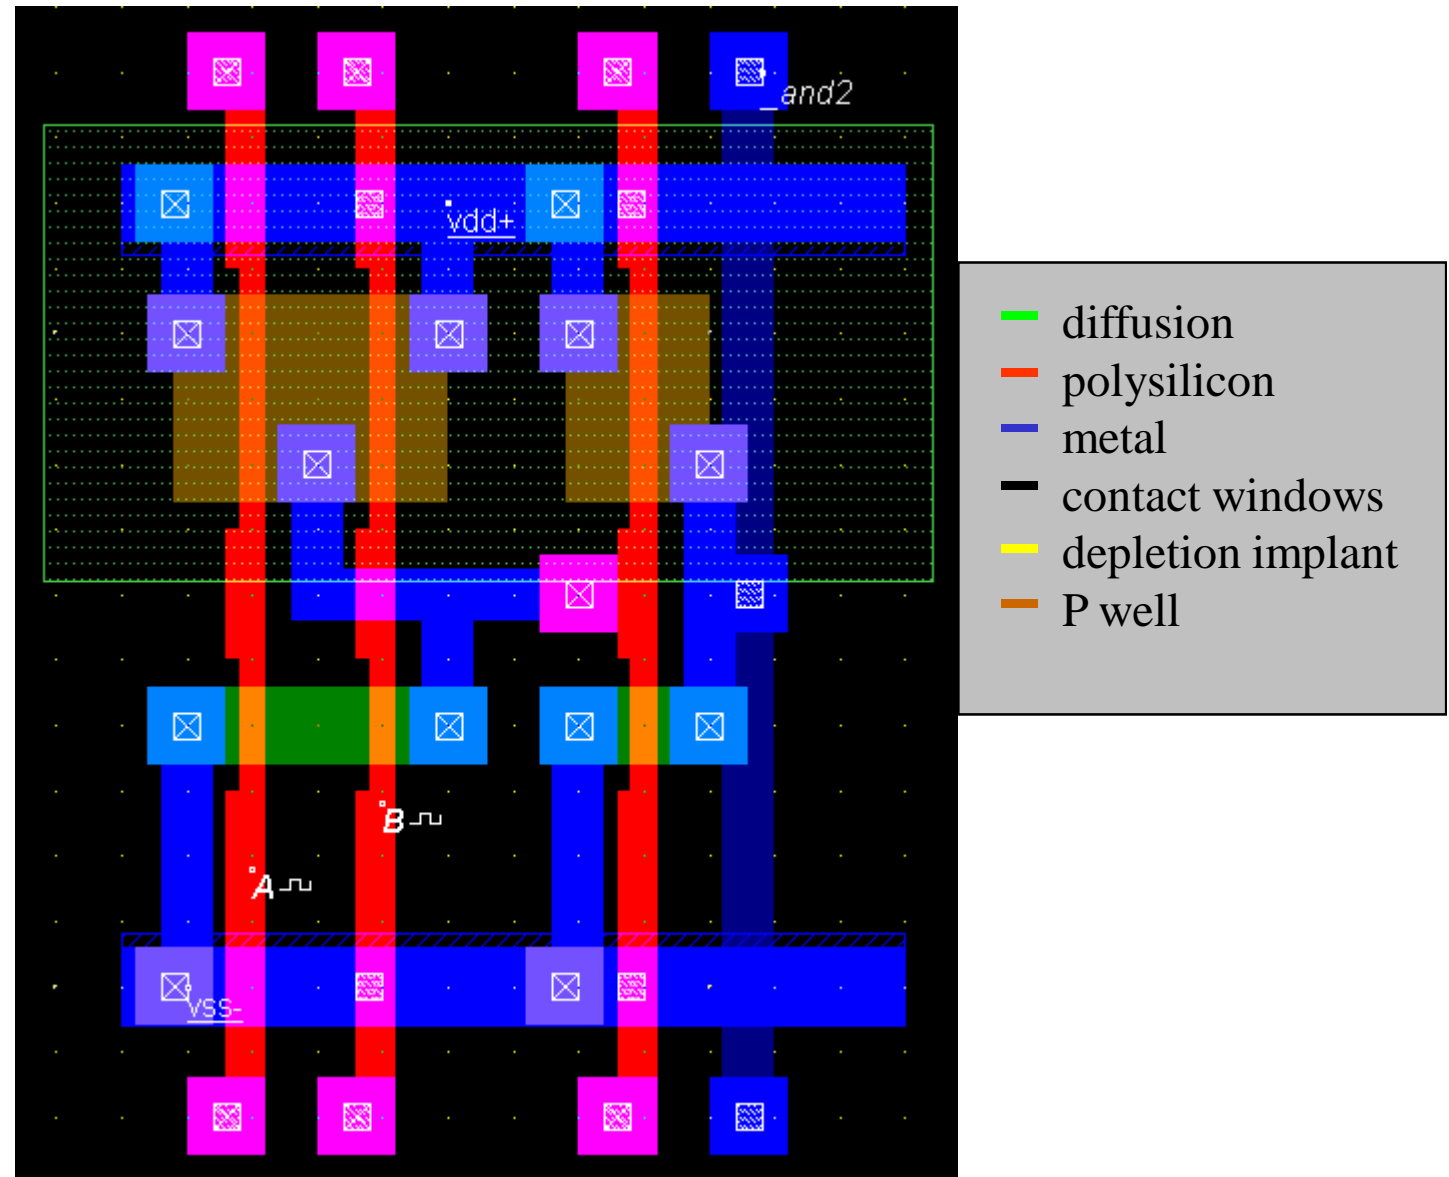 _and2
vdd+
B
A
VSS-
diffusion
polysilicon
metal
contact windows
depletion implant
P well